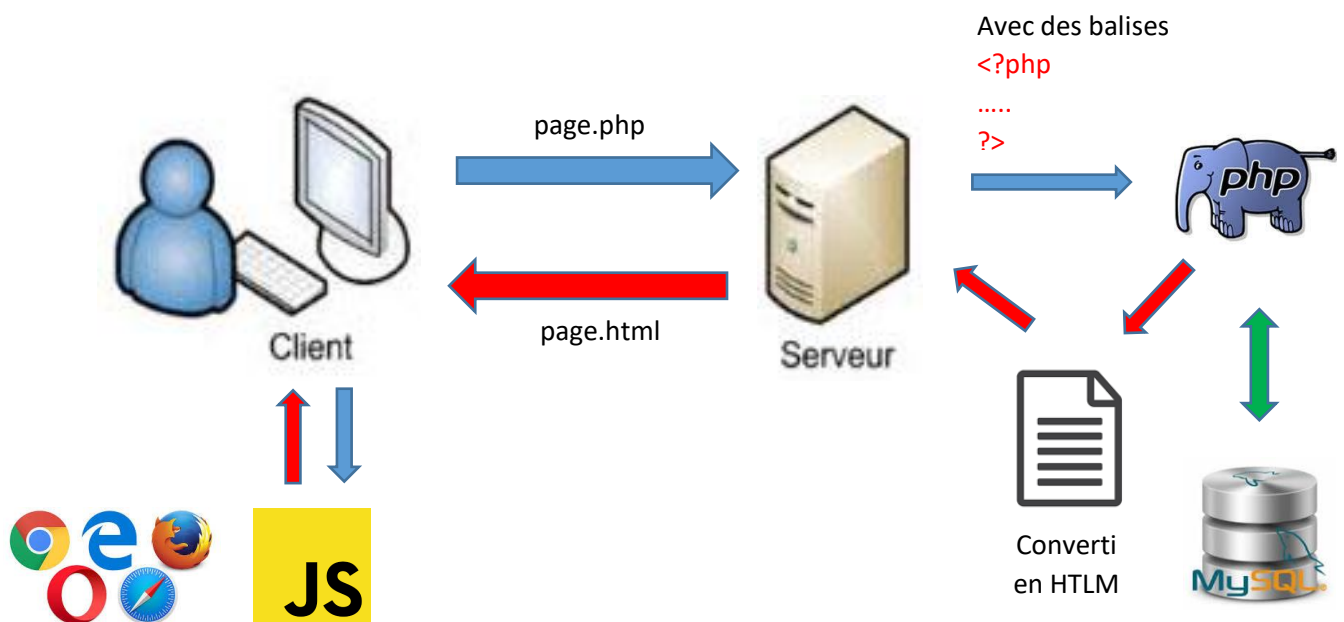 Avec des balises
<?php
…..
?>
page.php
php
page.html
Client
Serveur
JS
Converti
en HTLM
MySQL